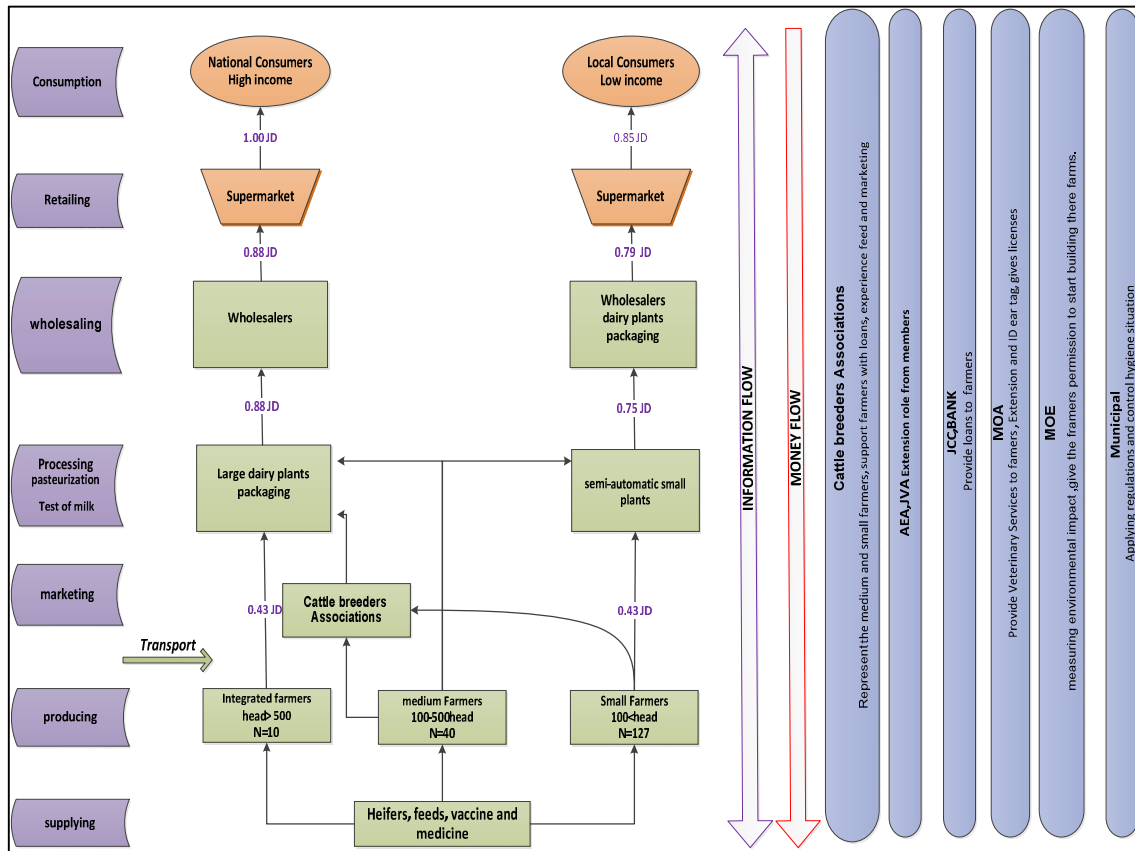 Consumption
National Consumers
High income
Local Consumers
Low income
1.00 JD
0.85 JD
Retailing
Supermarket
Supermarket
0.88 JD
0.79 JD
wholesaling
Wholesalers
Wholesalers
dairy plants
packaging
0.88 JD
0.75 JD
Processing
pasteurization
Test of milk
Large dairy plants
packaging
semi-automatic small
plants
marketing
Cattle breeders
Associations
0.43 JD
0.43 JD
Transport
producing
Integrated farmers
head> 500
N=10
medium Farmers
100-500head
N=40
Small Farmers
100<head
N=127
supplying
Heifers, feeds, vaccine and
medicine
INFORMATION FLOW
MONEY FLOW
Cattle breeders Associations
Represent the medium and small farmers, support farmers with loans, experience feed and marketing
AEA,JVA Extension role from members
JCC,BANK
Provide loans to farmers
MOA
Provide Veterinary Services to famers , Extension and ID ear tag, gives licenses
MOE
measuring environmental impact ,give the framers permission to start building there farms.
Municipal
Applying regulations and control hygiene situation